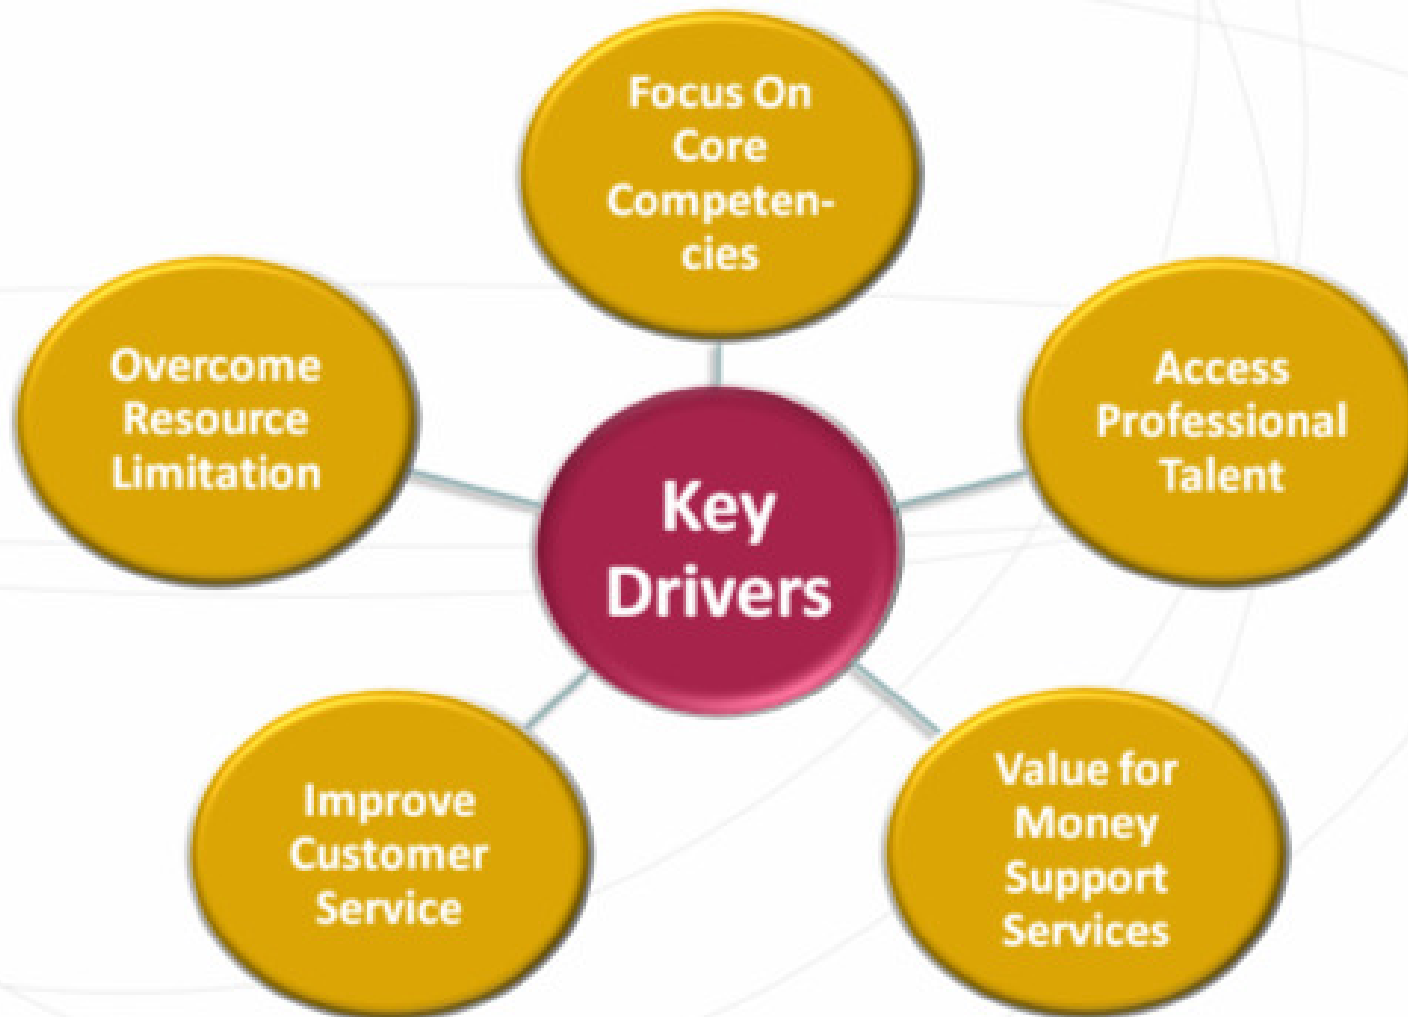 Focus On
Core
Competen-
cies
Overcome
Resource
Limitation
Access
Professional
Talent
Key
Drivers
Improve
Customer
Service
Value for
Money
Support
Services